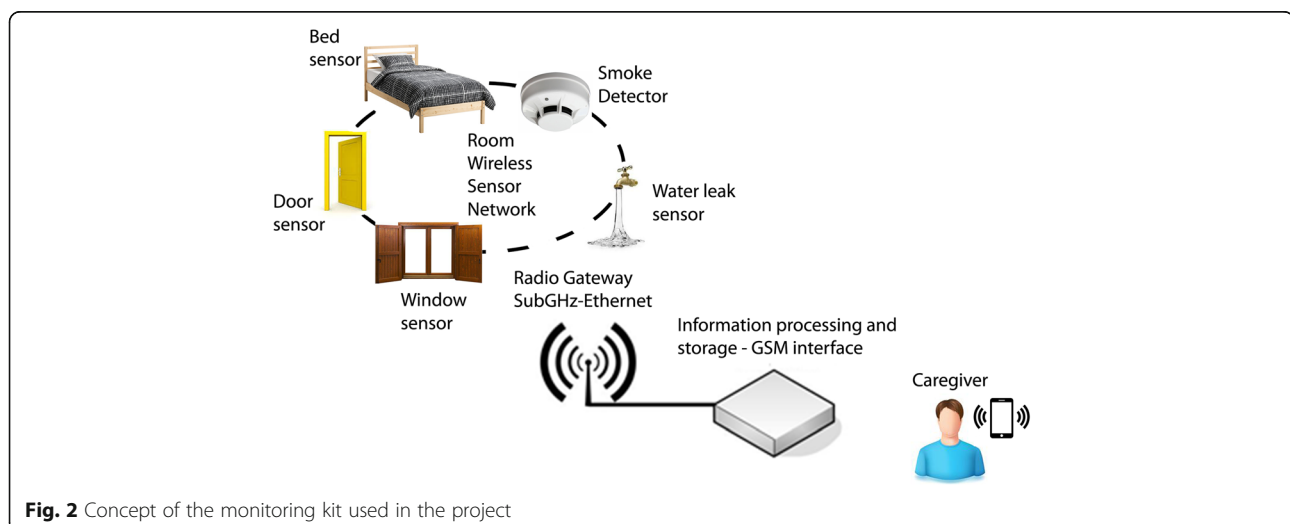 Bed
sensor
Smoke
Detector
Room
Wireless
Sensor
Network
Door
sensor
Water leak
sensor
Window
sensor
Radio Gateway
SubGHz-Ethernet
Information processing and
storage - GSM interface
Caregiver
Fig. 2 Concept of the monitoring kit used in the project